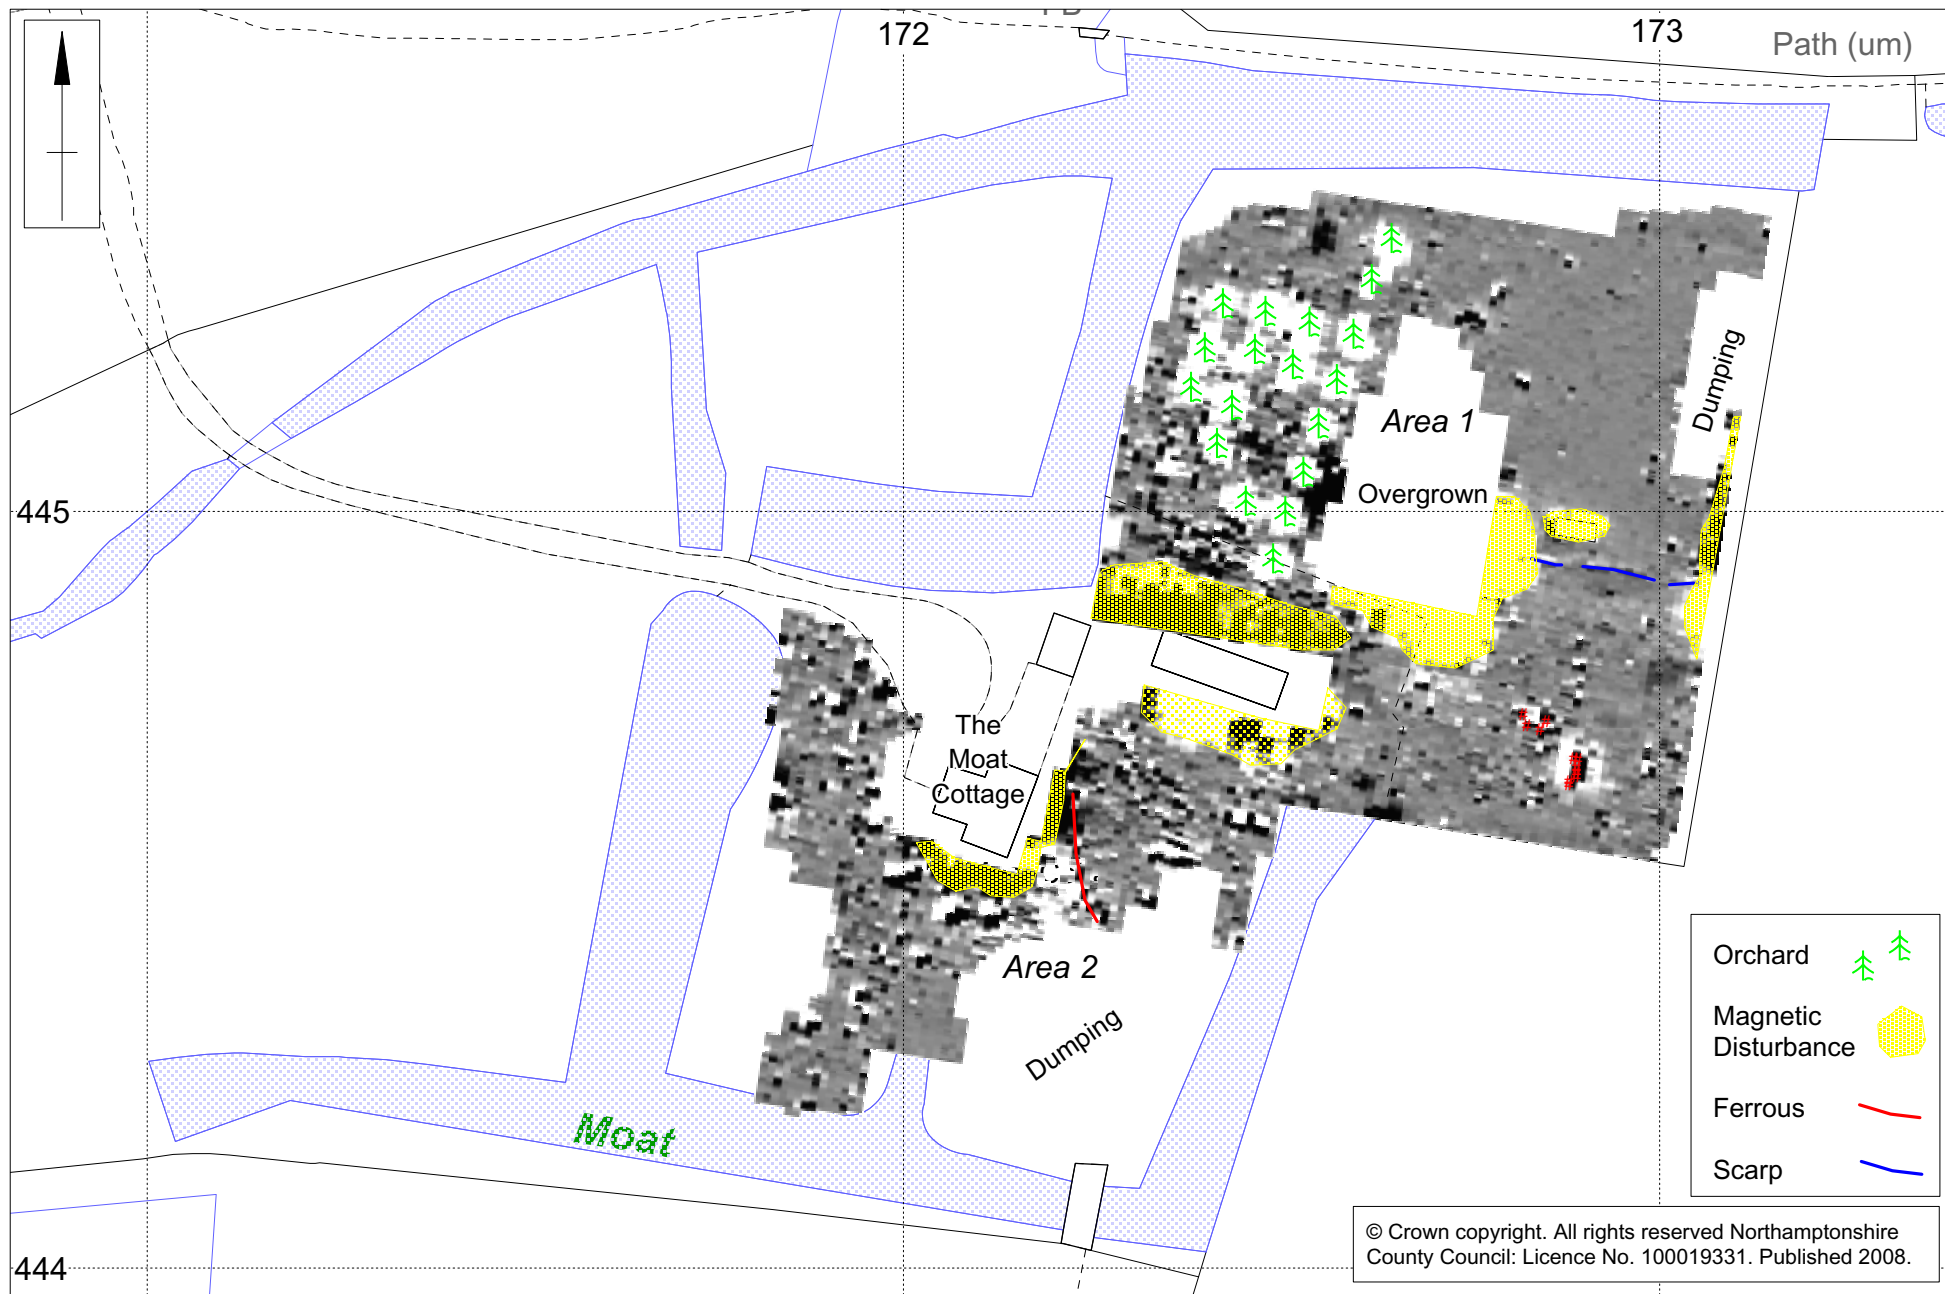 172
173
Path (um)
Dumping
Area 1
Overgrown
445
The
Moat
Cottage
Area 2
Dumping
Moat
444
Orchard
Magnetic
Disturbance
Ferrous
Scarp
© Crown copyright. All rights reserved Northamptonshire
County Council: Licence No. 100019331. Published 2008.